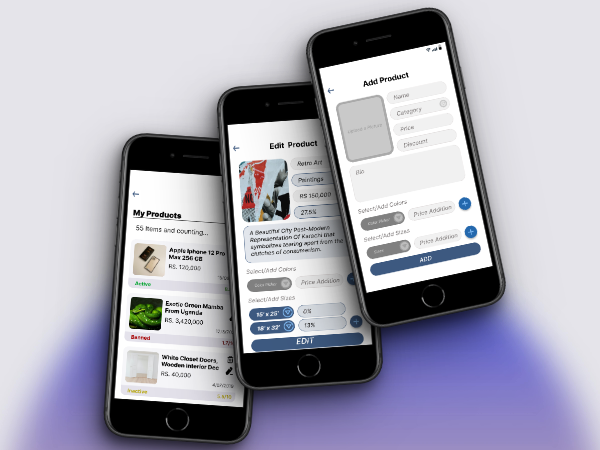 My Products
55 items and counting...
Apple Iphone 12 Pro
Max 256 GB
RS. 120,000
Active
Exotic Green Mamba
From Uganda
RS. 3,420,000
Banned
White Closet Doors,
Wooden Interior Dec
RS. 40,000
Inactive
Edit Product
Retro Art
Paintings
RS 150,000
27.5%
A Beautiful City Post-Modern
Representation Of Karachi that
symbolizes tearing apart from the
clutches of consumerism.
Select/Add Colors
Price Addition
Select/Add Sizes
15' x 25'
0%
18' x 32'
13%
EDIT
Add Product
Name
Category
Price
Discount
Bio
Select/Add Colors
Price Addition
Select/Add Sizes
Price Addition
ADD